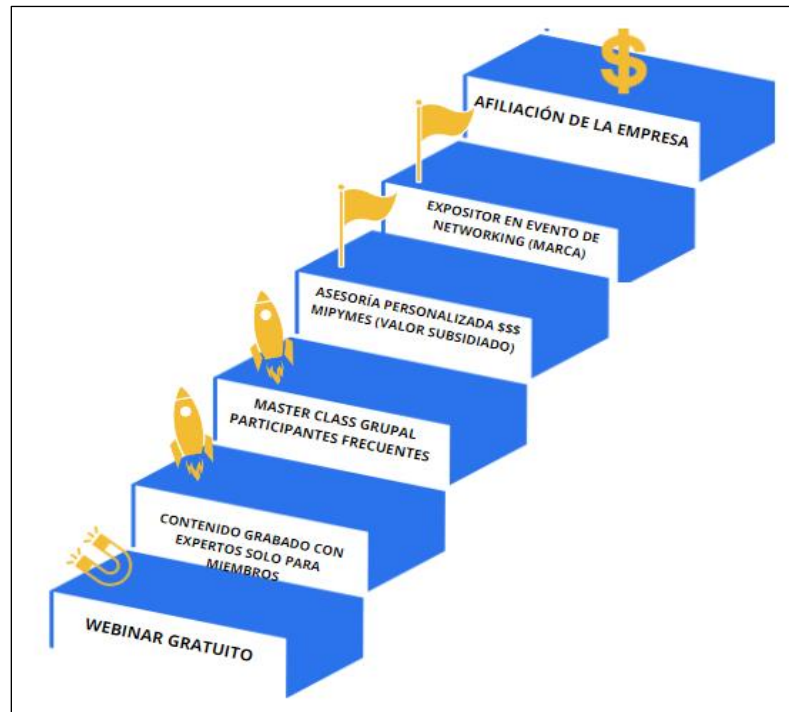 AFILIACIÓN DE LA EMPRESA
EXPOSITOR EN EVENTO DE
NETWORKING (MARCA)
ASESORÍA PERSONALIZADA $$$
MIPYMES (VALOR SUBSIDIADO)
MASTER CLASS GRUPAL
PARTICIPANTES FRECUENTES
CONTENIDO GRABADO CON
EXPERTOS SOLO PARA
MIEMBROS
WEBINAR GRATUITO